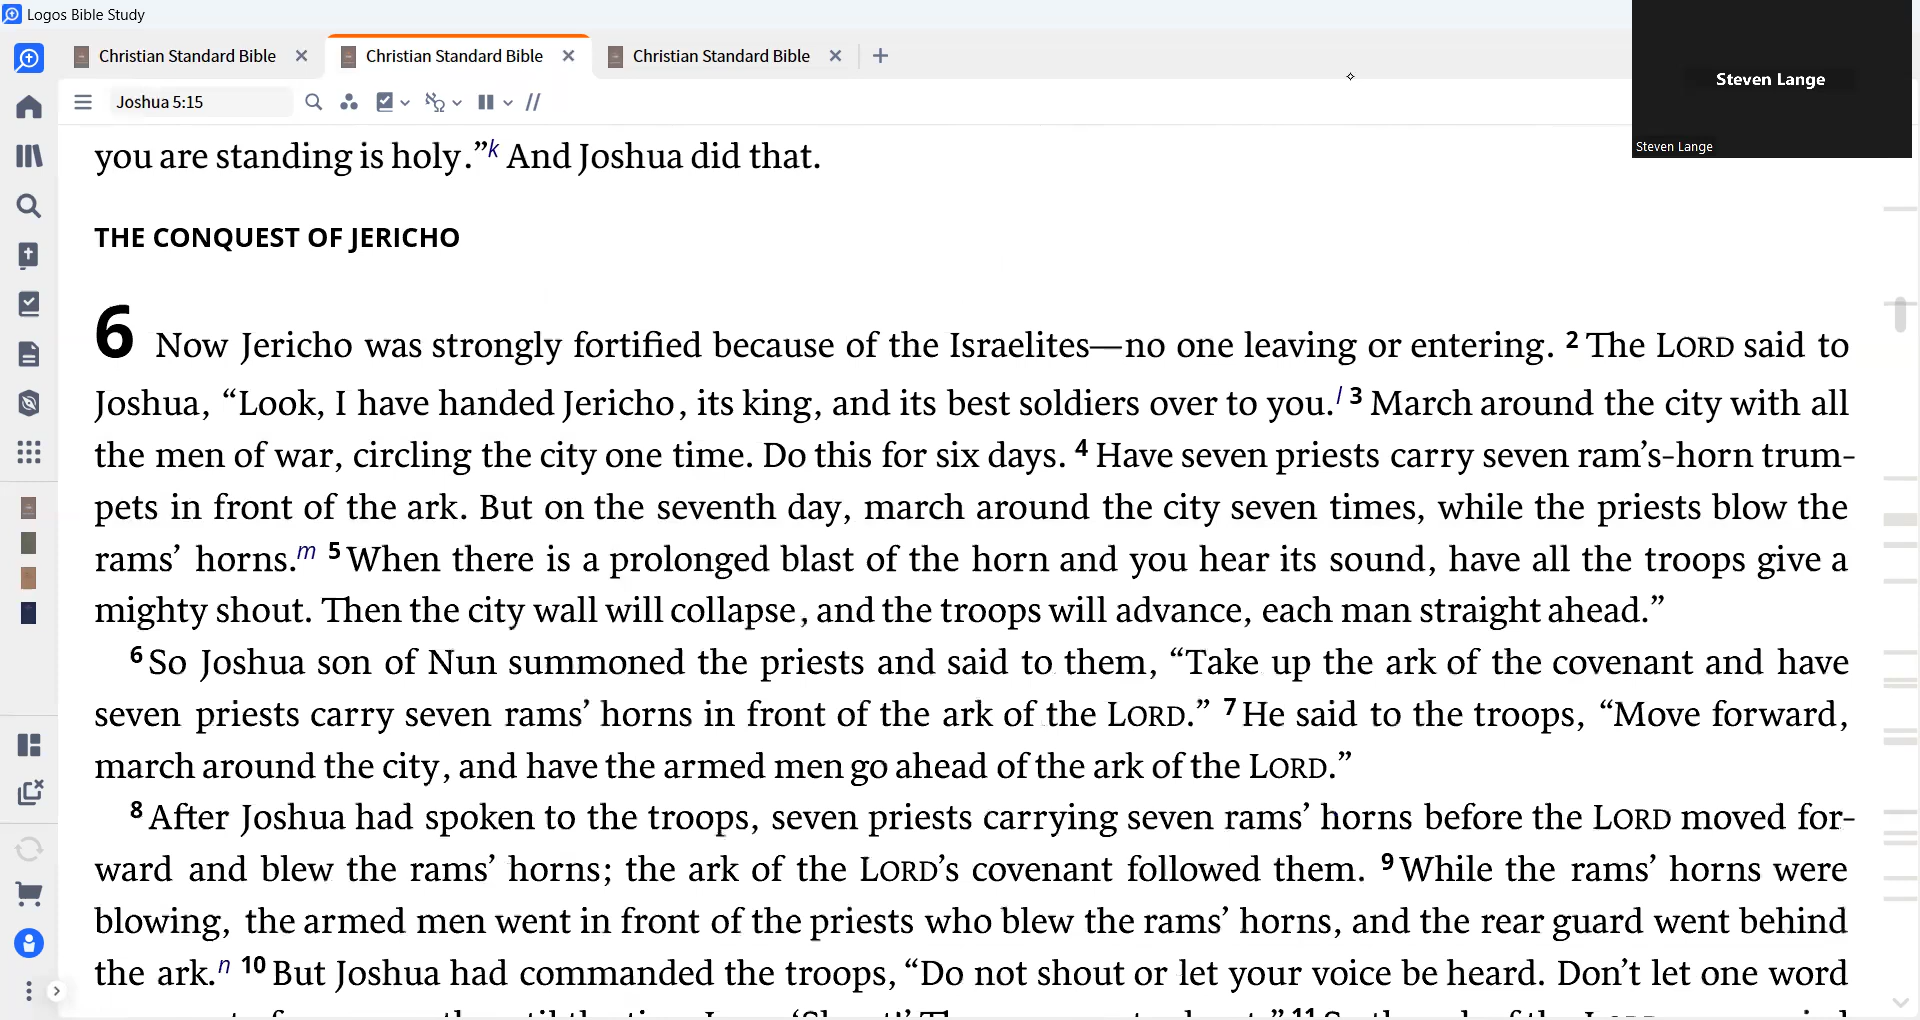 Logos Bible Study
Christian Standard Bible
Christian Standard Bible
Christian Standard Bible
Joshua 5:15
Steven Lange
Steven Lange
you are standing is holy.”k And Joshua did that.
THE CONQUEST OF JERICHO
6 Now Jericho was strongly fortified because of the Israelites—no one leaving or entering. 2 The LORD said to
Joshua, “Look, I have handed Jericho, its king, and its best soldiers over to you.l 3 March around the city with all
the men of war, circling the city one time. Do this for six days. 4 Have seven priests carry seven ram’s-horn trum-
pets in front of the ark. But on the seventh day, march around the city seven times, while the priests blow the
rams’ horns.m 5 When there is a prolonged blast of the horn and you hear its sound, have all the troops give a
mighty shout. Then the city wall will collapse, and the troops will advance, each man straight ahead.”
6 So Joshua son of Nun summoned the priests and said to them, “Take up the ark of the covenant and have
seven priests carry seven rams’ horns in front of the ark of the LORD.” 7 He said to the troops, “Move forward,
march around the city, and have the armed men go ahead of the ark of the LORD.”
8 After Joshua had spoken to the troops, seven priests carrying seven rams’ horns before the LORD moved for-
ward and blew the rams’ horns; the ark of the LORD’s covenant followed them. 9 While the rams’ horns were
blowing, the armed men went in front of the priests who blew the rams’ horns, and the rear guard went behind
the ark.n 10 But Joshua had commanded the troops, “Do not shout or let your voice be heard. Don’t let one word